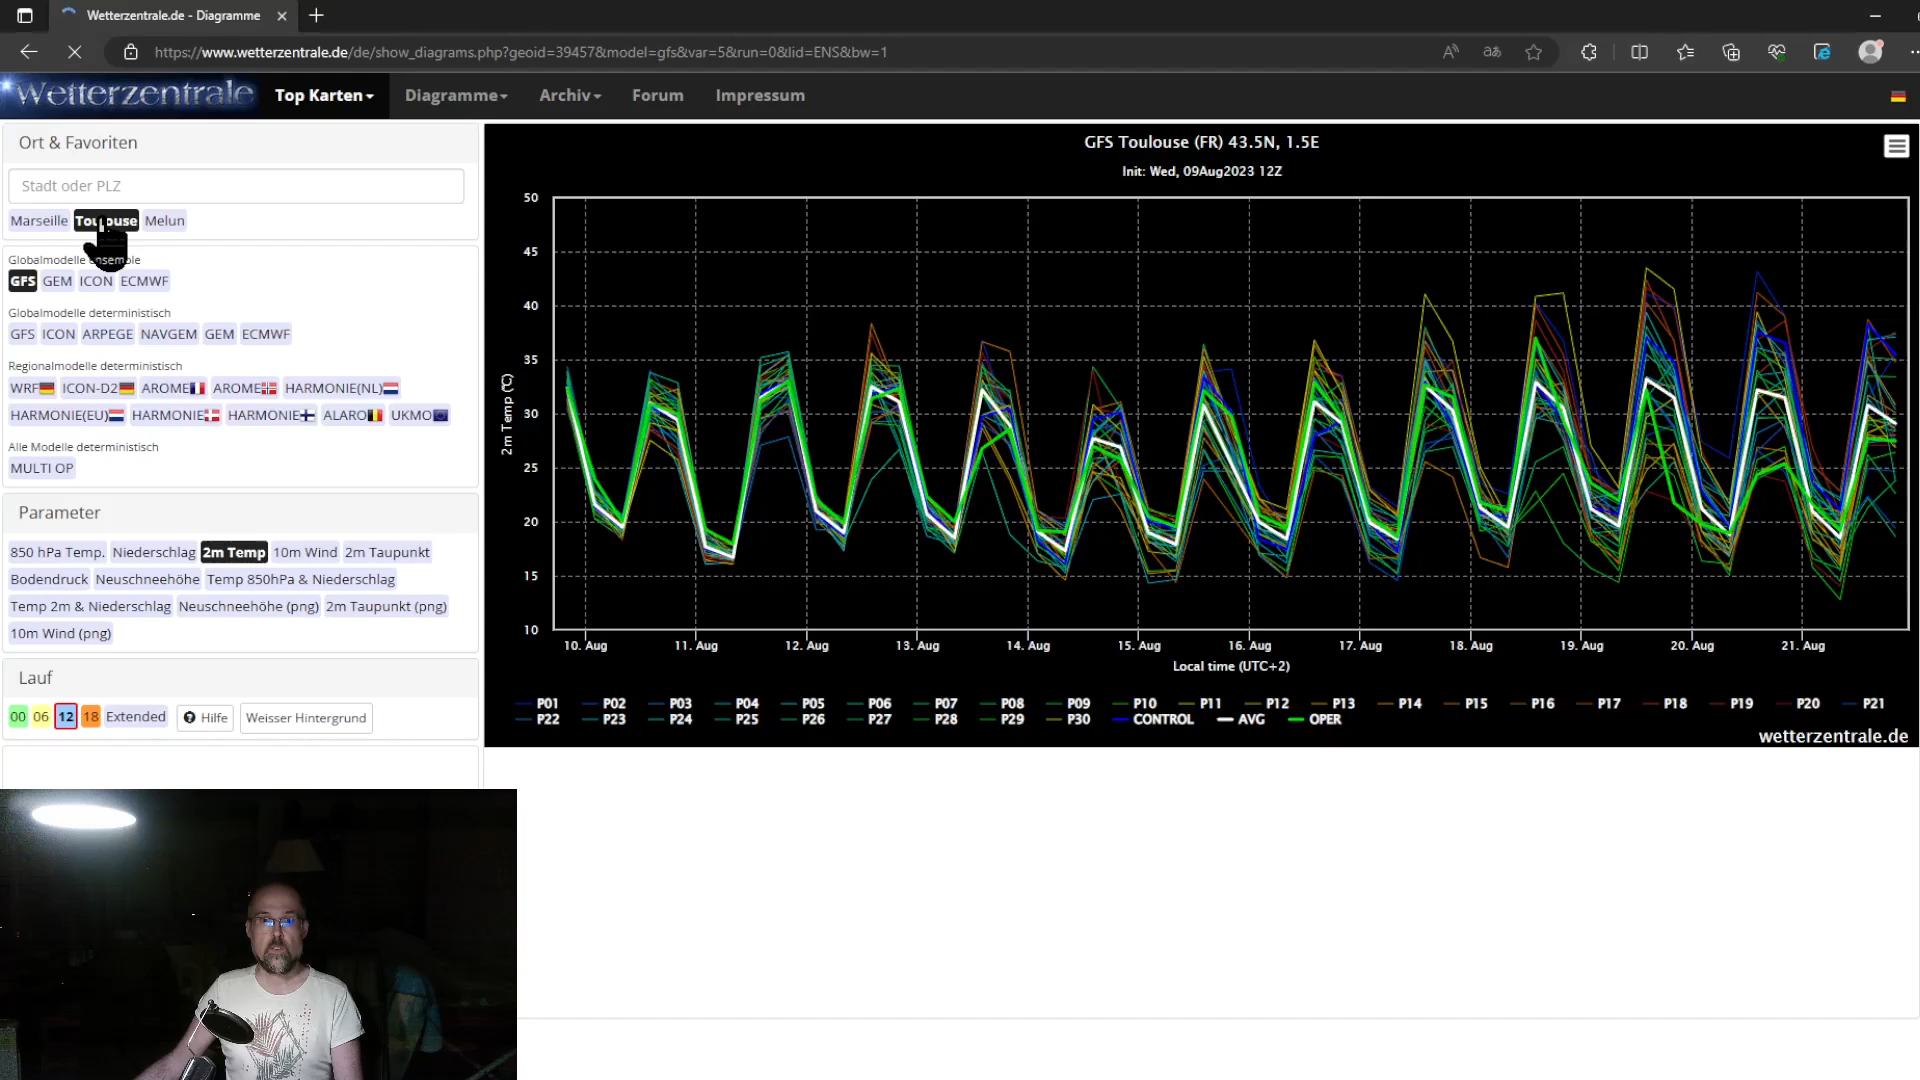 Wetterzentrale.de - Diagramme
https://www.wetterzentrale.de/de/show_diagrams.php?geoid=39457&model=gfs&var=5&run=0&lid=ENS&bw=1
Wetterzentrale Top Karten Diagramme Archiv Forum Impressum
Ort & Favoriten
Stadt oder PLZ
Marseille Toulouse Melun
Globalmodelle ensemble
GFS GEM ICON ECMWF
Globalmodelle deterministisch
GFS ICON ARPEGE NAVGEM GEM ECMWF
Regionalmodelle deterministisch
WRF ICON-D2 AROME AROME HARMONIE(NL)
HARMONIE(EU) HARMONIE HARMONIE ALARO UKMO
Alle Modelle deterministisch
MULTI OP
Parameter
850 hPa Temp. Niederschlag 2m Temp 10m Wind 2m Taupunkt
Bodendruck Neuschneehöhe Temp 850hPa & Niederschlag
Temp 2m & Niederschlag Neuschneehöhe (png) 2m Taupunkt (png)
10m Wind (png)
Lauf
00 06 12 18 Extended Hilfe Weisser Hintergrund
GFS Toulouse (FR) 43.5N, 1.5E
Init: Wed, 09Aug2023 12Z
50
45
40
35
30
25
20
15
10
2m Temp (°C)
10. Aug 11. Aug 12. Aug 13. Aug 14. Aug 15. Aug 16. Aug 17. Aug 18. Aug 19. Aug 20. Aug 21. Aug
Local time (UTC+2)
P01 P02 P03 P04 P05 P06 P07 P08 P09 P10 P11 P12 P13 P14 P15 P16 P17 P18 P19 P20 P21
P22 P23 P24 P25 P26 P27 P28 P29 P30 CONTROL AVG OPER
wetterzentrale.de